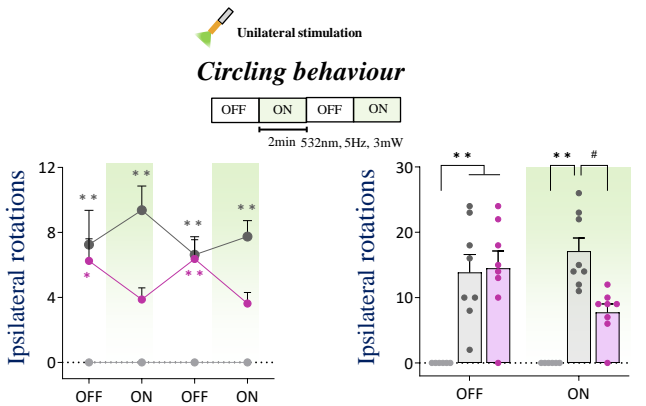 Unilateral stimulation
Circling behaviour
OFF ON OFF ON
2min 532nm, 5Hz, 3mW
Ipsilateral rotations
12
8
4
0
** ** ** **
* **
OFF ON OFF ON
Ipsilateral rotations
30
20
10
0
** ** #
OFF ON